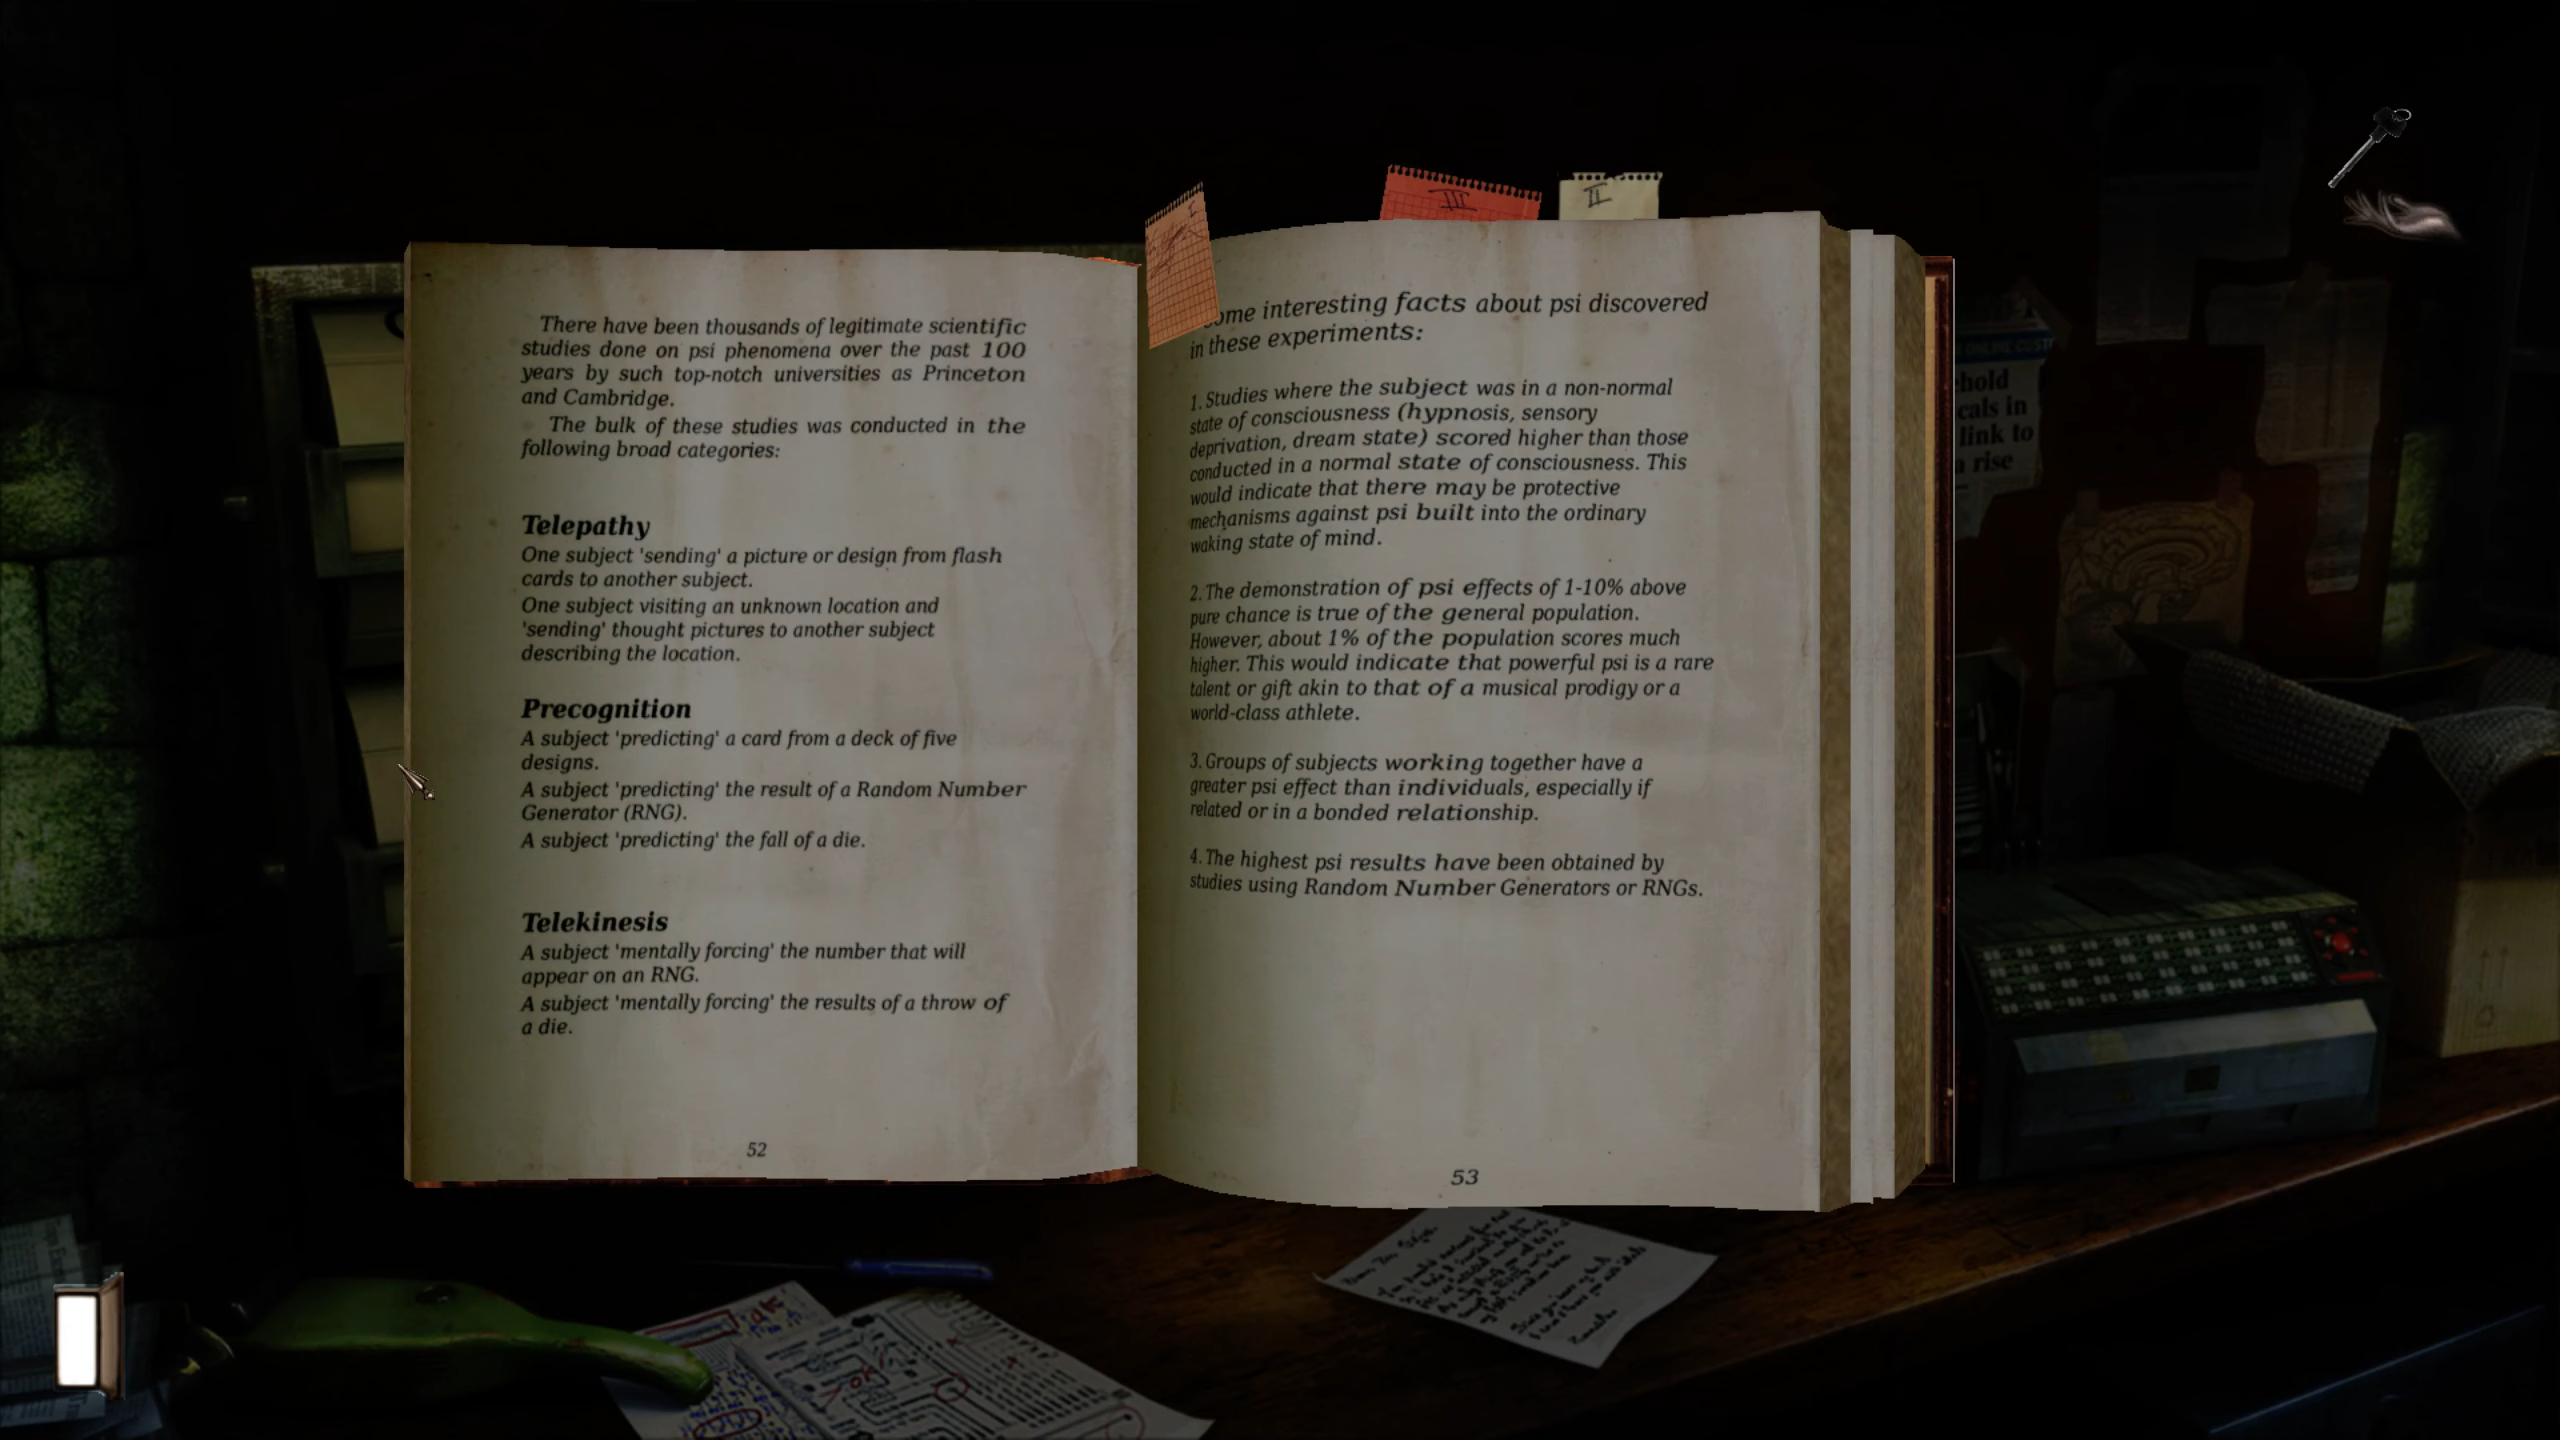 There have been thousands of legitimate scientific
studies done on psi phenomena over the past 100
years by such top-notch universities as Princeton
and Cambridge.
The bulk of these studies was conducted in the
following broad categories:
Telepathy
One subject 'sending' a picture or design from flash
cards to another subject.
One subject visiting an unknown location and
'sending' thought pictures to another subject
describing the location.
Precognition
A subject 'predicting' a card from a deck of five
designs.
A subject 'predicting' the result of a Random Number
Generator (RNG).
A subject 'predicting' the fall of a die.
Telekinesis
A subject 'mentally forcing' the number that will
appear on an RNG.
A subject 'mentally forcing' the results of a throw of
a die.
52
I
III
II
ome interesting facts about psi discovered
in these experiments:
1. Studies where the subject was in a non-normal
state of consciousness (hypnosis, sensory
deprivation, dream state) scored higher than those
conducted in a normal state of consciousness. This
would indicate that there may be protective
mechanisms against psi built into the ordinary
waking state of mind.
2. The demonstration of psi effects of 1-10% above
pure chance is true of the general population.
However, about 1% of the population scores much
higher. This would indicate that powerful psi is a rare
talent or gift akin to that of a musical prodigy or a
world-class athlete.
3. Groups of subjects working together have a
greater psi effect than individuals, especially if
related or in a bonded relationship.
4. The highest psi results have been obtained by
studies using Random Number Generators or RNGs.
53
hold
cals in
link to
rise